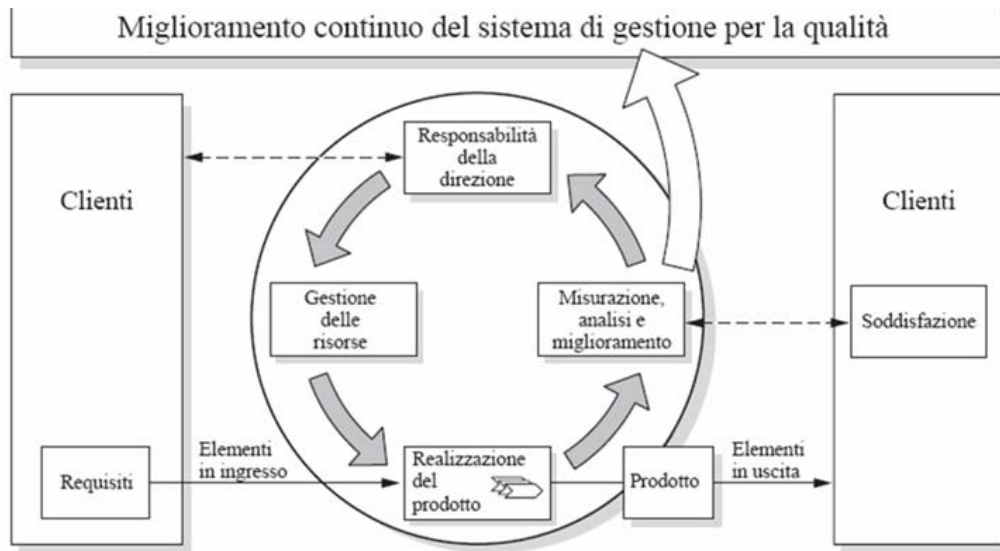 Miglioramento continuo del sistema di gestione per la qualità
Clienti
Responsabilità
della
direzione
Clienti
Gestione
delle
risorse
Misurazione,
analisi e
miglioramento
Soddisfazione
Requisiti
Elementi
in ingresso
Realizzazione
del
prodotto
Prodotto
Elementi
in uscita